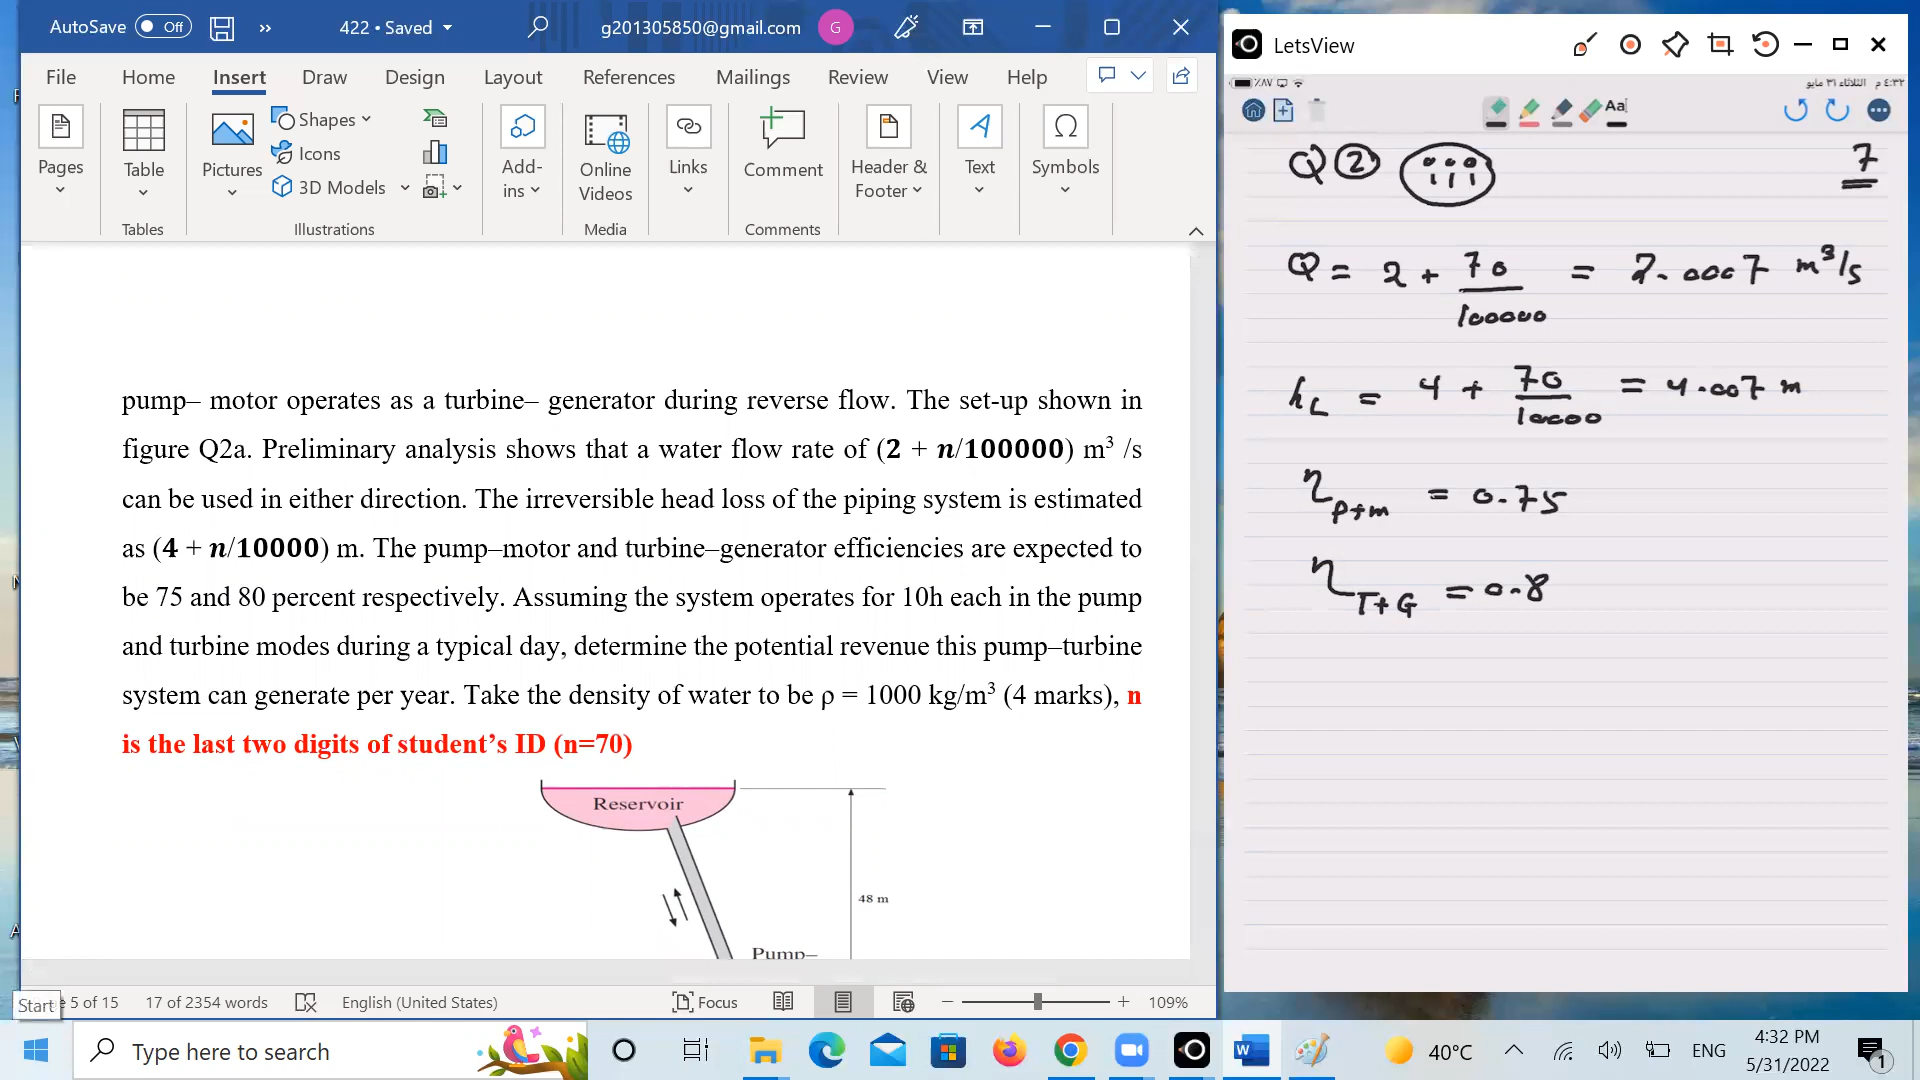 AutoSave Off 422 • Saved g201305850@gmail.com G
File Home Insert Draw Design Layout References Mailings Review View Help
Pages
Table
Tables
Pictures
Shapes
Icons
3D Models
Illustrations
Add-
ins
Online
Videos
Media
Links
Comment
Comments
Header &
Footer
Text
Symbols
pump– motor operates as a turbine– generator during reverse flow. The set-up shown in
figure Q2a. Preliminary analysis shows that a water flow rate of (2 + n/100000) m³ /s
can be used in either direction. The irreversible head loss of the piping system is estimated
as (4 + n/10000) m. The pump–motor and turbine–generator efficiencies are expected to
be 75 and 80 percent respectively. Assuming the system operates for 10h each in the pump
and turbine modes during a typical day, determine the potential revenue this pump–turbine
system can generate per year. Take the density of water to be ρ = 1000 kg/m³ (4 marks), n
is the last two digits of student’s ID (n=70)
Reservoir
48 m
Pump–
Start
5 of 15 17 of 2354 words English (United States) Focus 109%
LetsView
٪٨٧
٤:٣٢ م الثلاثاء ٣١ مايو
Aa
Q 2 7
Q = 2 + 70/100000 = 2.0007 m³/s
hL = 4 + 70/10000 = 4.007 m
ηP+m = 0.75
ηT+G = 0.8
Type here to search
40°C ENG
4:32 PM
5/31/2022
1